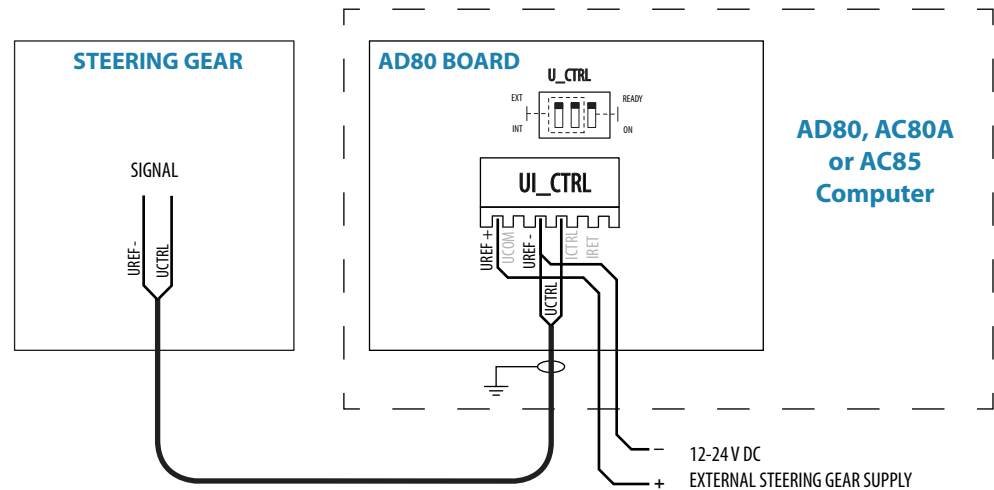 STEERING GEAR
SIGNAL
UREF-
UCTRL
AD80 BOARD
U_CTRL
EXT
INT
READY
ON
UI_CTRL
UREF +
UCOM
UREF -
UCTRL
ICTRL
IRET
AD80, AC80A
or AC85
Computer
– 12-24 V DC
+ EXTERNAL STEERING GEAR SUPPLY